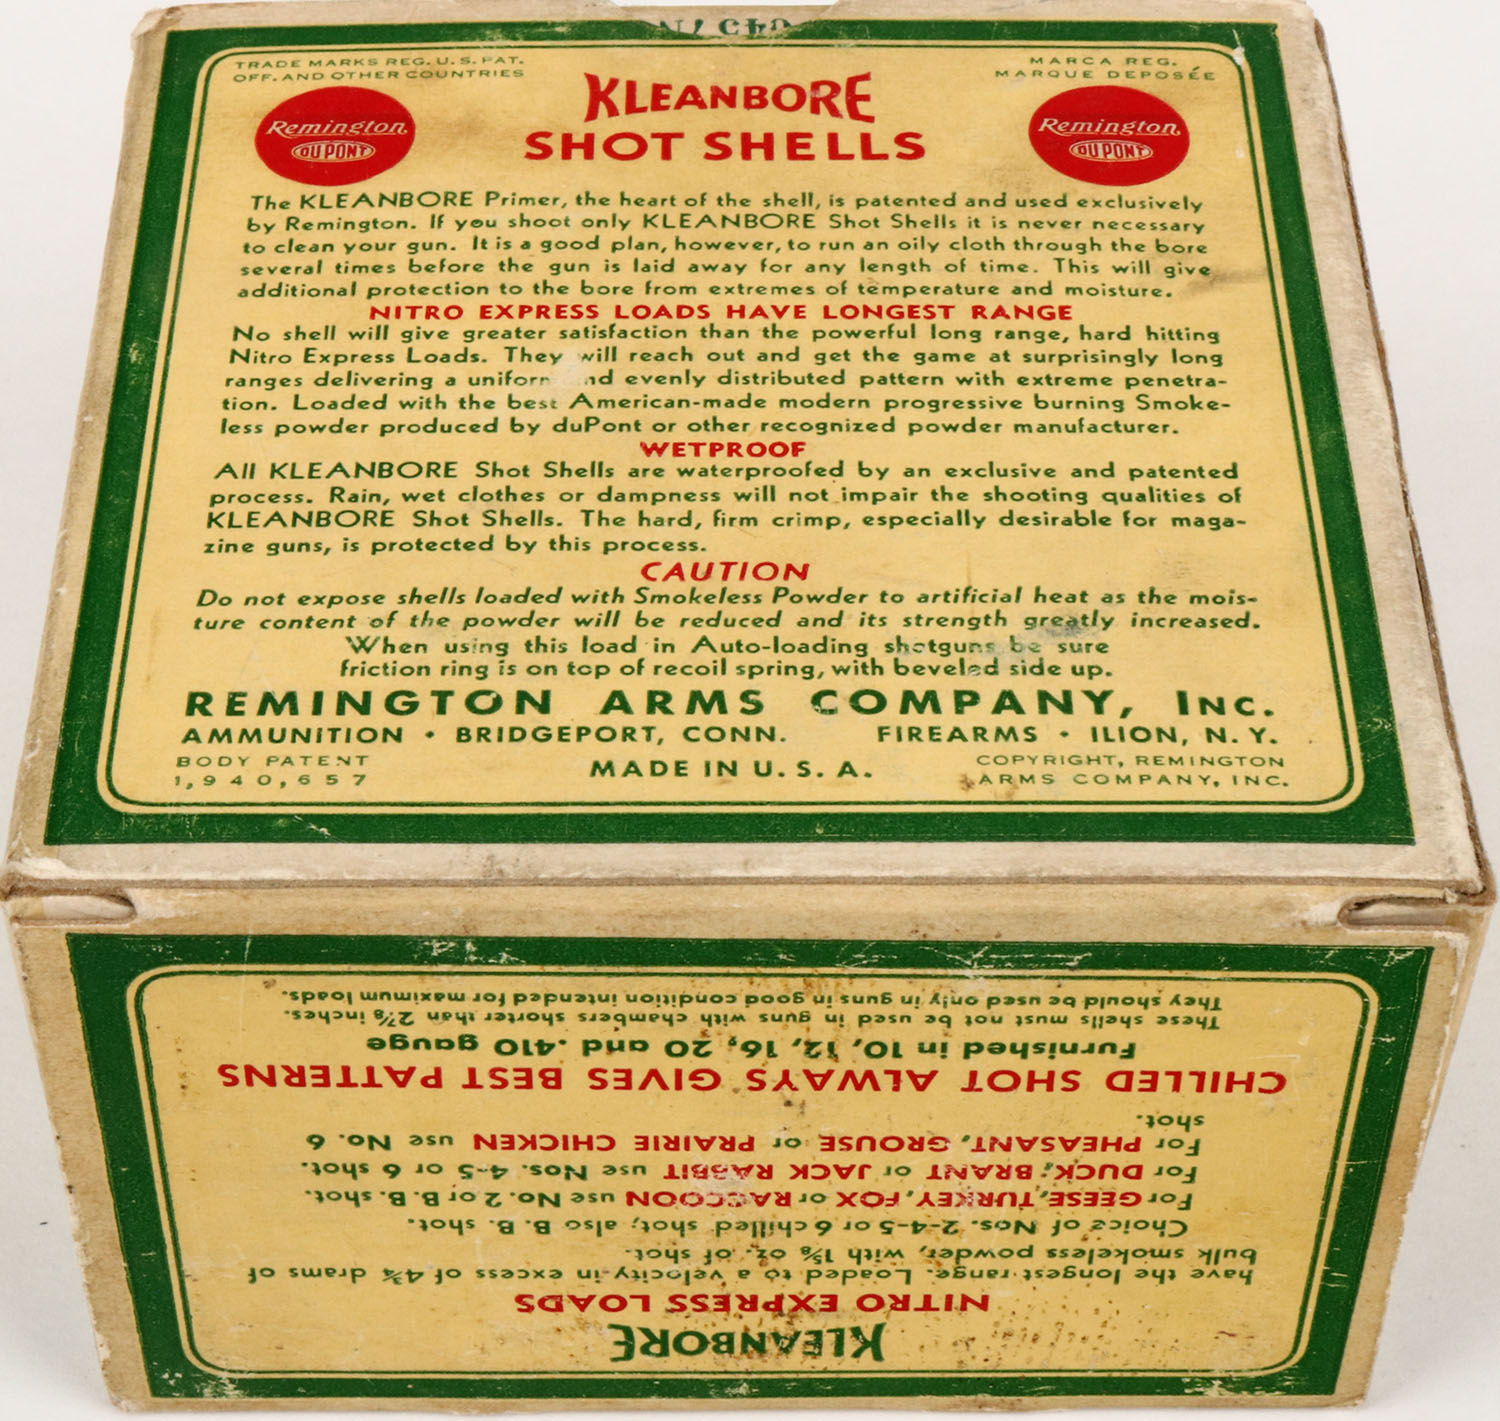 TRADE MARKS REG. U.S. PAT.
OFF. AND OTHER COUNTRIES
MARCA REG.
MARQUE DEPOSÉE
Remington
DU PONT
KLEANBORE
SHOT SHELLS
Remington
DU PONT
The KLEANBORE Primer, the heart of the shell, is patented and used exclusively
by Remington. If you shoot only KLEANBORE Shot Shells it is never necessary
to clean your gun. It is a good plan, however, to run an oily cloth through the bore
several times before the gun is laid away for any length of time. This will give
additional protection to the bore from extremes of temperature and moisture.
NITRO EXPRESS LOADS HAVE LONGEST RANGE
No shell will give greater satisfaction than the powerful long range, hard hitting
Nitro Express Loads. They will reach out and get the game at surprisingly long
ranges delivering a uniform and evenly distributed pattern with extreme penetra-
tion. Loaded with the best American-made modern progressive burning Smoke-
less powder produced by duPont or other recognized powder manufacturer.
WETPROOF
All KLEANBORE Shot Shells are waterproofed by an exclusive and patented
process. Rain, wet clothes or dampness will not impair the shooting qualities of
KLEANBORE Shot Shells. The hard, firm crimp, especially desirable for maga-
zine guns, is protected by this process.
CAUTION
Do not expose shells loaded with Smokeless Powder to artificial heat as the mois-
ture content of the powder will be reduced and its strength greatly increased.
When using this load in Auto-loading shotguns be sure
friction ring is on top of recoil spring, with beveled side up.
REMINGTON ARMS COMPANY, INC.
AMMUNITION • BRIDGEPORT, CONN. FIREARMS • ILION, N. Y.
BODY PATENT
1,940,657
MADE IN U. S. A.
COPYRIGHT, REMINGTON
ARMS COMPANY, INC.
KLEANBORE
NITRO EXPRESS LOADS
have the longest range. Loaded to a velocity in excess of 4¾ drams of
bulk smokeless powder, with 1⅝ oz. of shot.
Choice of Nos. 2-4-5 or 6 chilled shot; also B. B. shot.
For GEESE, TURKEY, FOX or RACCOON use No. 2 or B. B. shot.
For DUCK, BRANT or JACK RABBIT use Nos. 4-5 or 6 shot.
For PHEASANT, GROUSE or PRAIRIE CHICKEN use No. 6
shot.
CHILLED SHOT ALWAYS GIVES BEST PATTERNS
Furnished in 10, 12, 16, 20 and .410 gauge
These shells must not be used in guns with chambers shorter than 2⅞ inches.
They should be used only in guns in good condition intended for maximum loads.